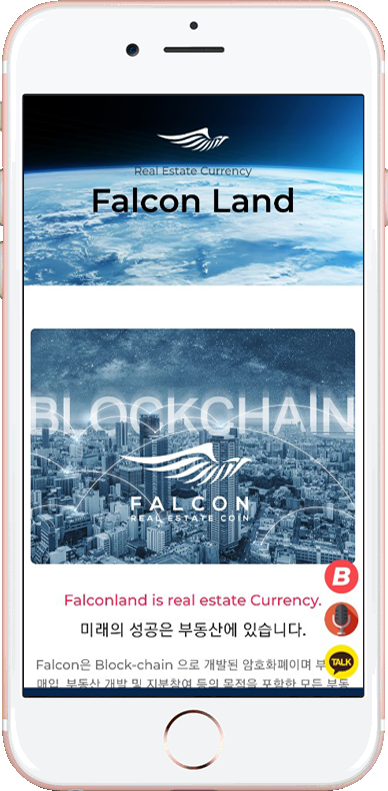 Real Estate Currency
Falcon Land
BLOCKCHAIN
FALCON
REAL ESTATE COIN
B
Falconland is real estate Currency.
미래의 성공은 부동산에 있습니다.
TALK
Falcon은 Block-chain 으로 개발된 암호화폐이며
매입, 부동산 개발 및 지분참여 등의 목적을 포함한 모든 부동